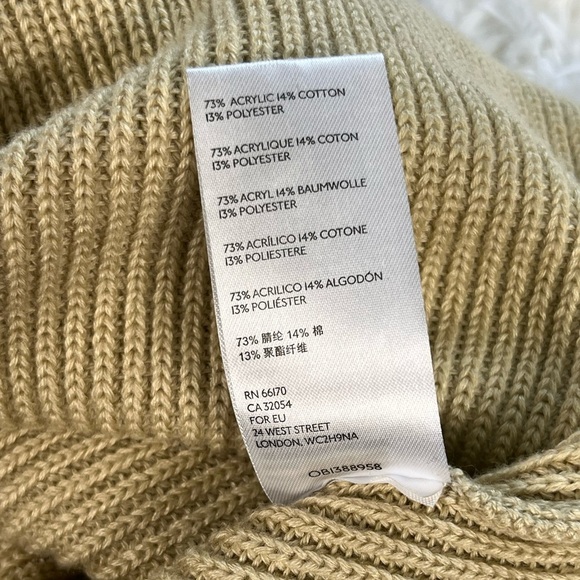 73% ACRYLIC 14% COTTON
13% POLYESTER
73% ACRYLIQUE 14% COTON
13% POLYESTER
73% ACRYL 14% BAUMWOLLE
13% POLYESTER
73% ACRÍLICO 14% COTONE
13% POLIESTERE
73% ACRILICO 14% ALGODÓN
13% POLIÉSTER
73% 腈纶 14% 棉
13% 聚酯纤维
RN 66170
CA 32054
FOR EU
24 WEST STREET
LONDON, WC2H9NA
OB1388958